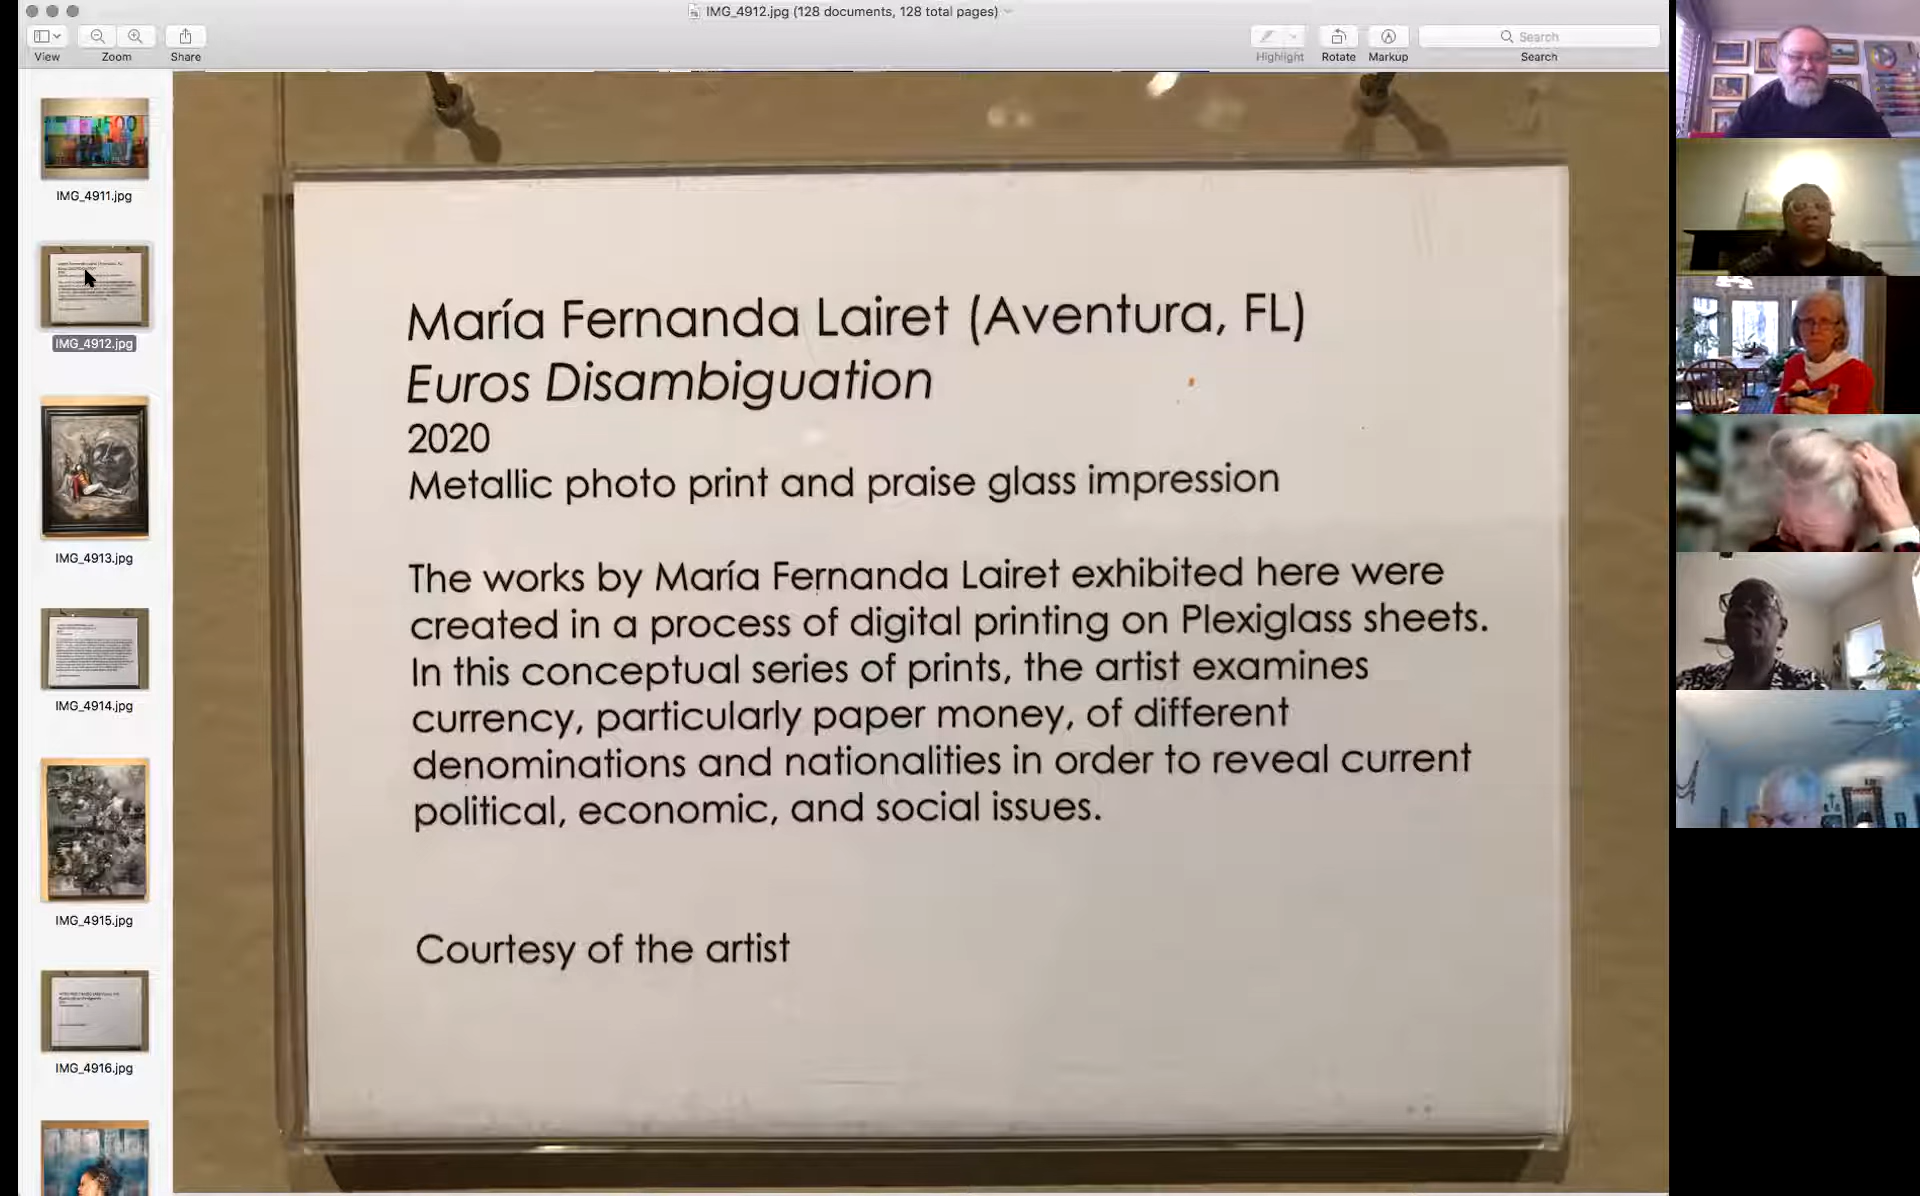 IMG_4912.jpg (128 documents, 128 total pages)
View
Zoom
Share
Highlight
Rotate
Markup
Search
Search
IMG_4911.jpg
IMG_4912.jpg
IMG_4913.jpg
IMG_4914.jpg
IMG_4915.jpg
IMG_4916.jpg
María Fernanda Lairet (Aventura, FL)
Euros Disambiguation
2020
Metallic photo print and praise glass impression
The works by María Fernanda Lairet exhibited here were
created in a process of digital printing on Plexiglass sheets.
In this conceptual series of prints, the artist examines
currency, particularly paper money, of different
denominations and nationalities in order to reveal current
political, economic, and social issues.
Courtesy of the artist